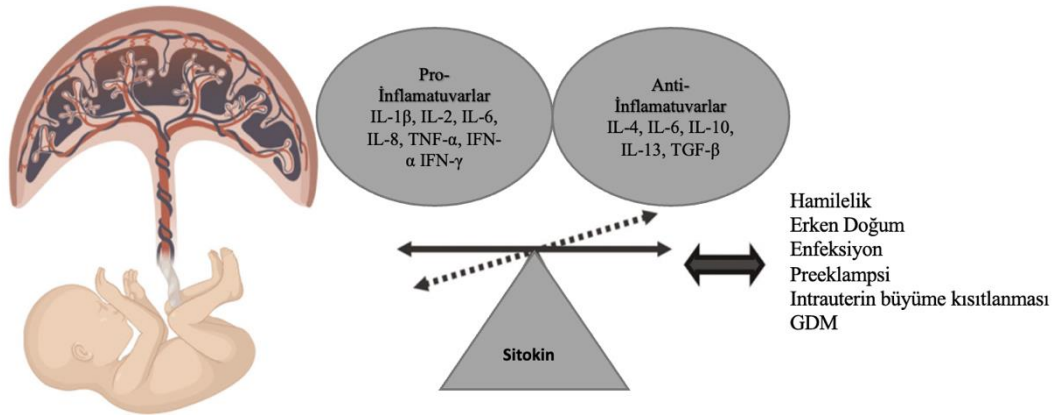 Pro-
İnflamatuvarlar
IL-1β, IL-2, IL-6,
IL-8, TNF-α, IFN-
α IFN-γ
Anti-
İnflamatuvarlar
IL-4, IL-6, IL-10,
IL-13, TGF-β
Hamilelik
Erken Doğum
Enfeksiyon
Preeklampsi
Intrauterin büyüme kısıtlanması
GDM
Sitokin